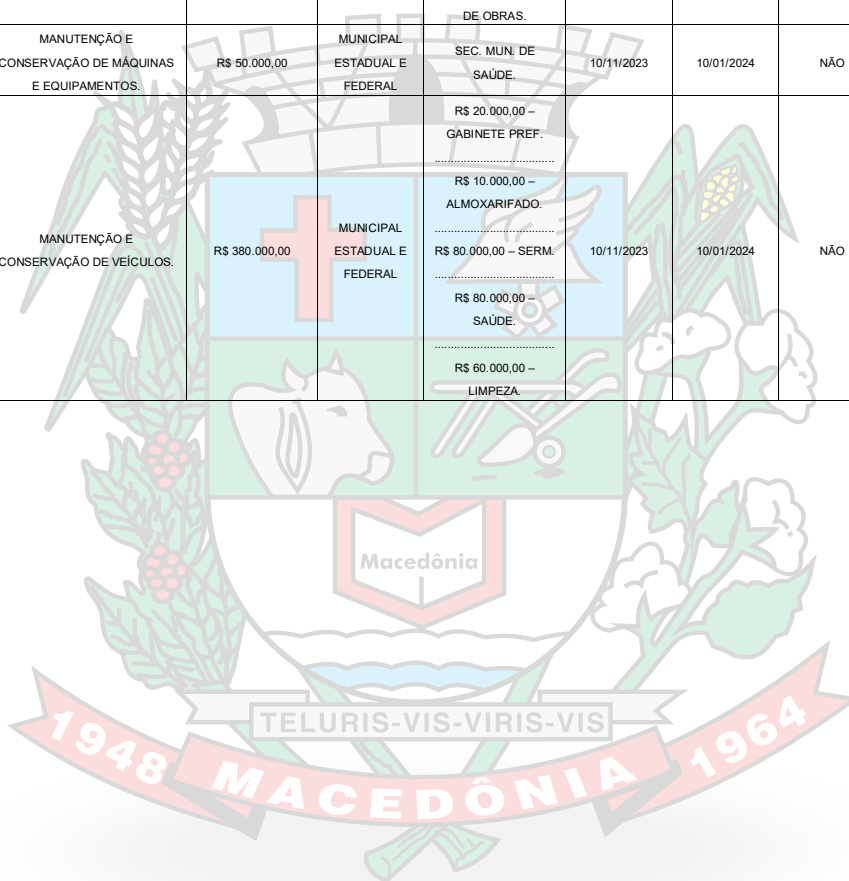 DE OBRAS.
MANUTENÇÃO E
CONSERVAÇÃO DE MÁQUINAS
E EQUIPAMENTOS.
R$ 50.000,00
MUNICIPAL
ESTADUAL E
FEDERAL
SEC. MUN. DE
SAÚDE.
10/11/2023
10/01/2024
NÃO
MANUTENÇÃO E
CONSERVAÇÃO DE VEÍCULOS.
R$ 380.000,00
MUNICIPAL
ESTADUAL E
FEDERAL
R$ 20.000,00 –
GABINETE PREF.
......................................
R$ 10.000,00 –
ALMOXARIFADO.
......................................
R$ 80.000,00 – SERM.
......................................
R$ 80.000,00 –
SAÚDE.
......................................
R$ 60.000,00 –
LIMPEZA.
10/11/2023
10/01/2024
NÃO
Macedônia
TELURIS-VIS-VIRIS-VIS
1948
MACEDÔNIA
1964